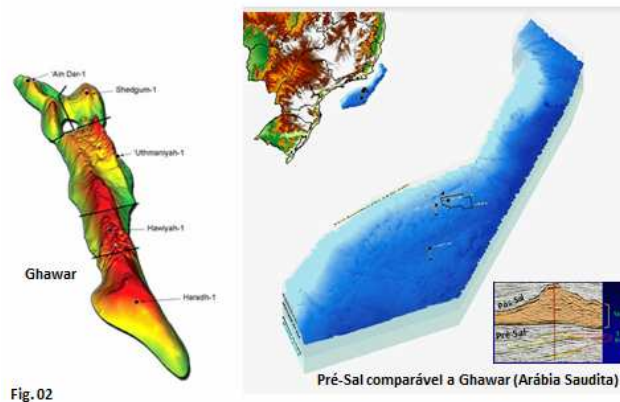 'Ain Dar-1
Shedgum-1
'Uthmaniyah-1
Hawiyah-1
Ghawar
Haradh-1
Fig. 02
Pós-Sal
Pré-Sal
Pré-Sal comparável a Ghawar (Arábia Saudita)